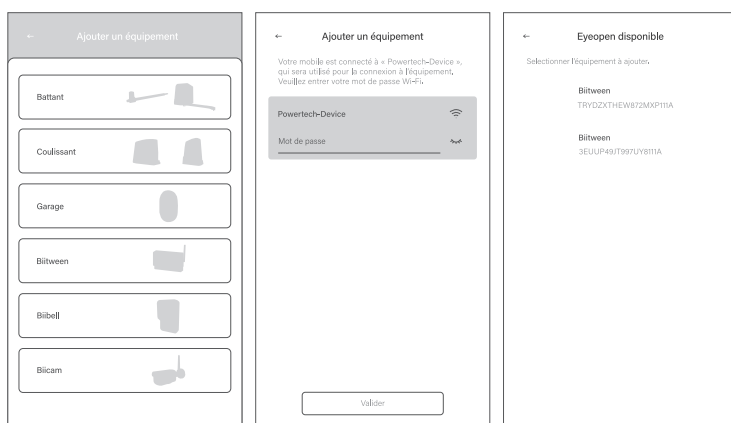 ← Ajouter un équipement
Battant
Coulissant
Garage
Biitween
Biibell
Biicam
← Ajouter un équipement
Votre mobile est connecté à « Powertech-Device »,
qui sera utilisé pour la connexion à l'équipement.
Veuillez entrer votre mot de passe Wi-Fi.
Powertech-Device
Mot de passe
Valider
← Eyeopen disponible
Selectionner l'équipement à ajouter.
Biitween
TRYDZXTHEW872MXP111A
Biitween
3EUUP49JT997UY8111A